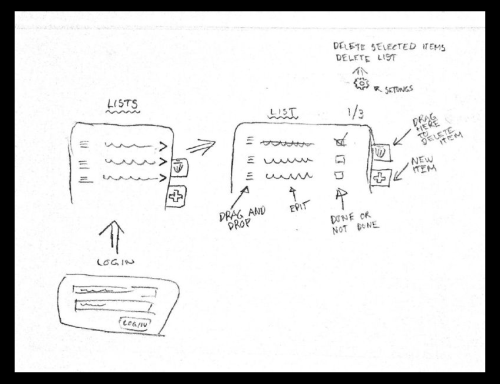 DELETE SELECTED ITEMS
DELETE LIST
SETTINGS
LISTS
LIST
1/3
DRAG
HERE
TO
DELETE
ITEM
NEW
ITEM
DRAG AND
DROP
EDIT
DONE OR
NOT DONE
LOGIN
LOGIN